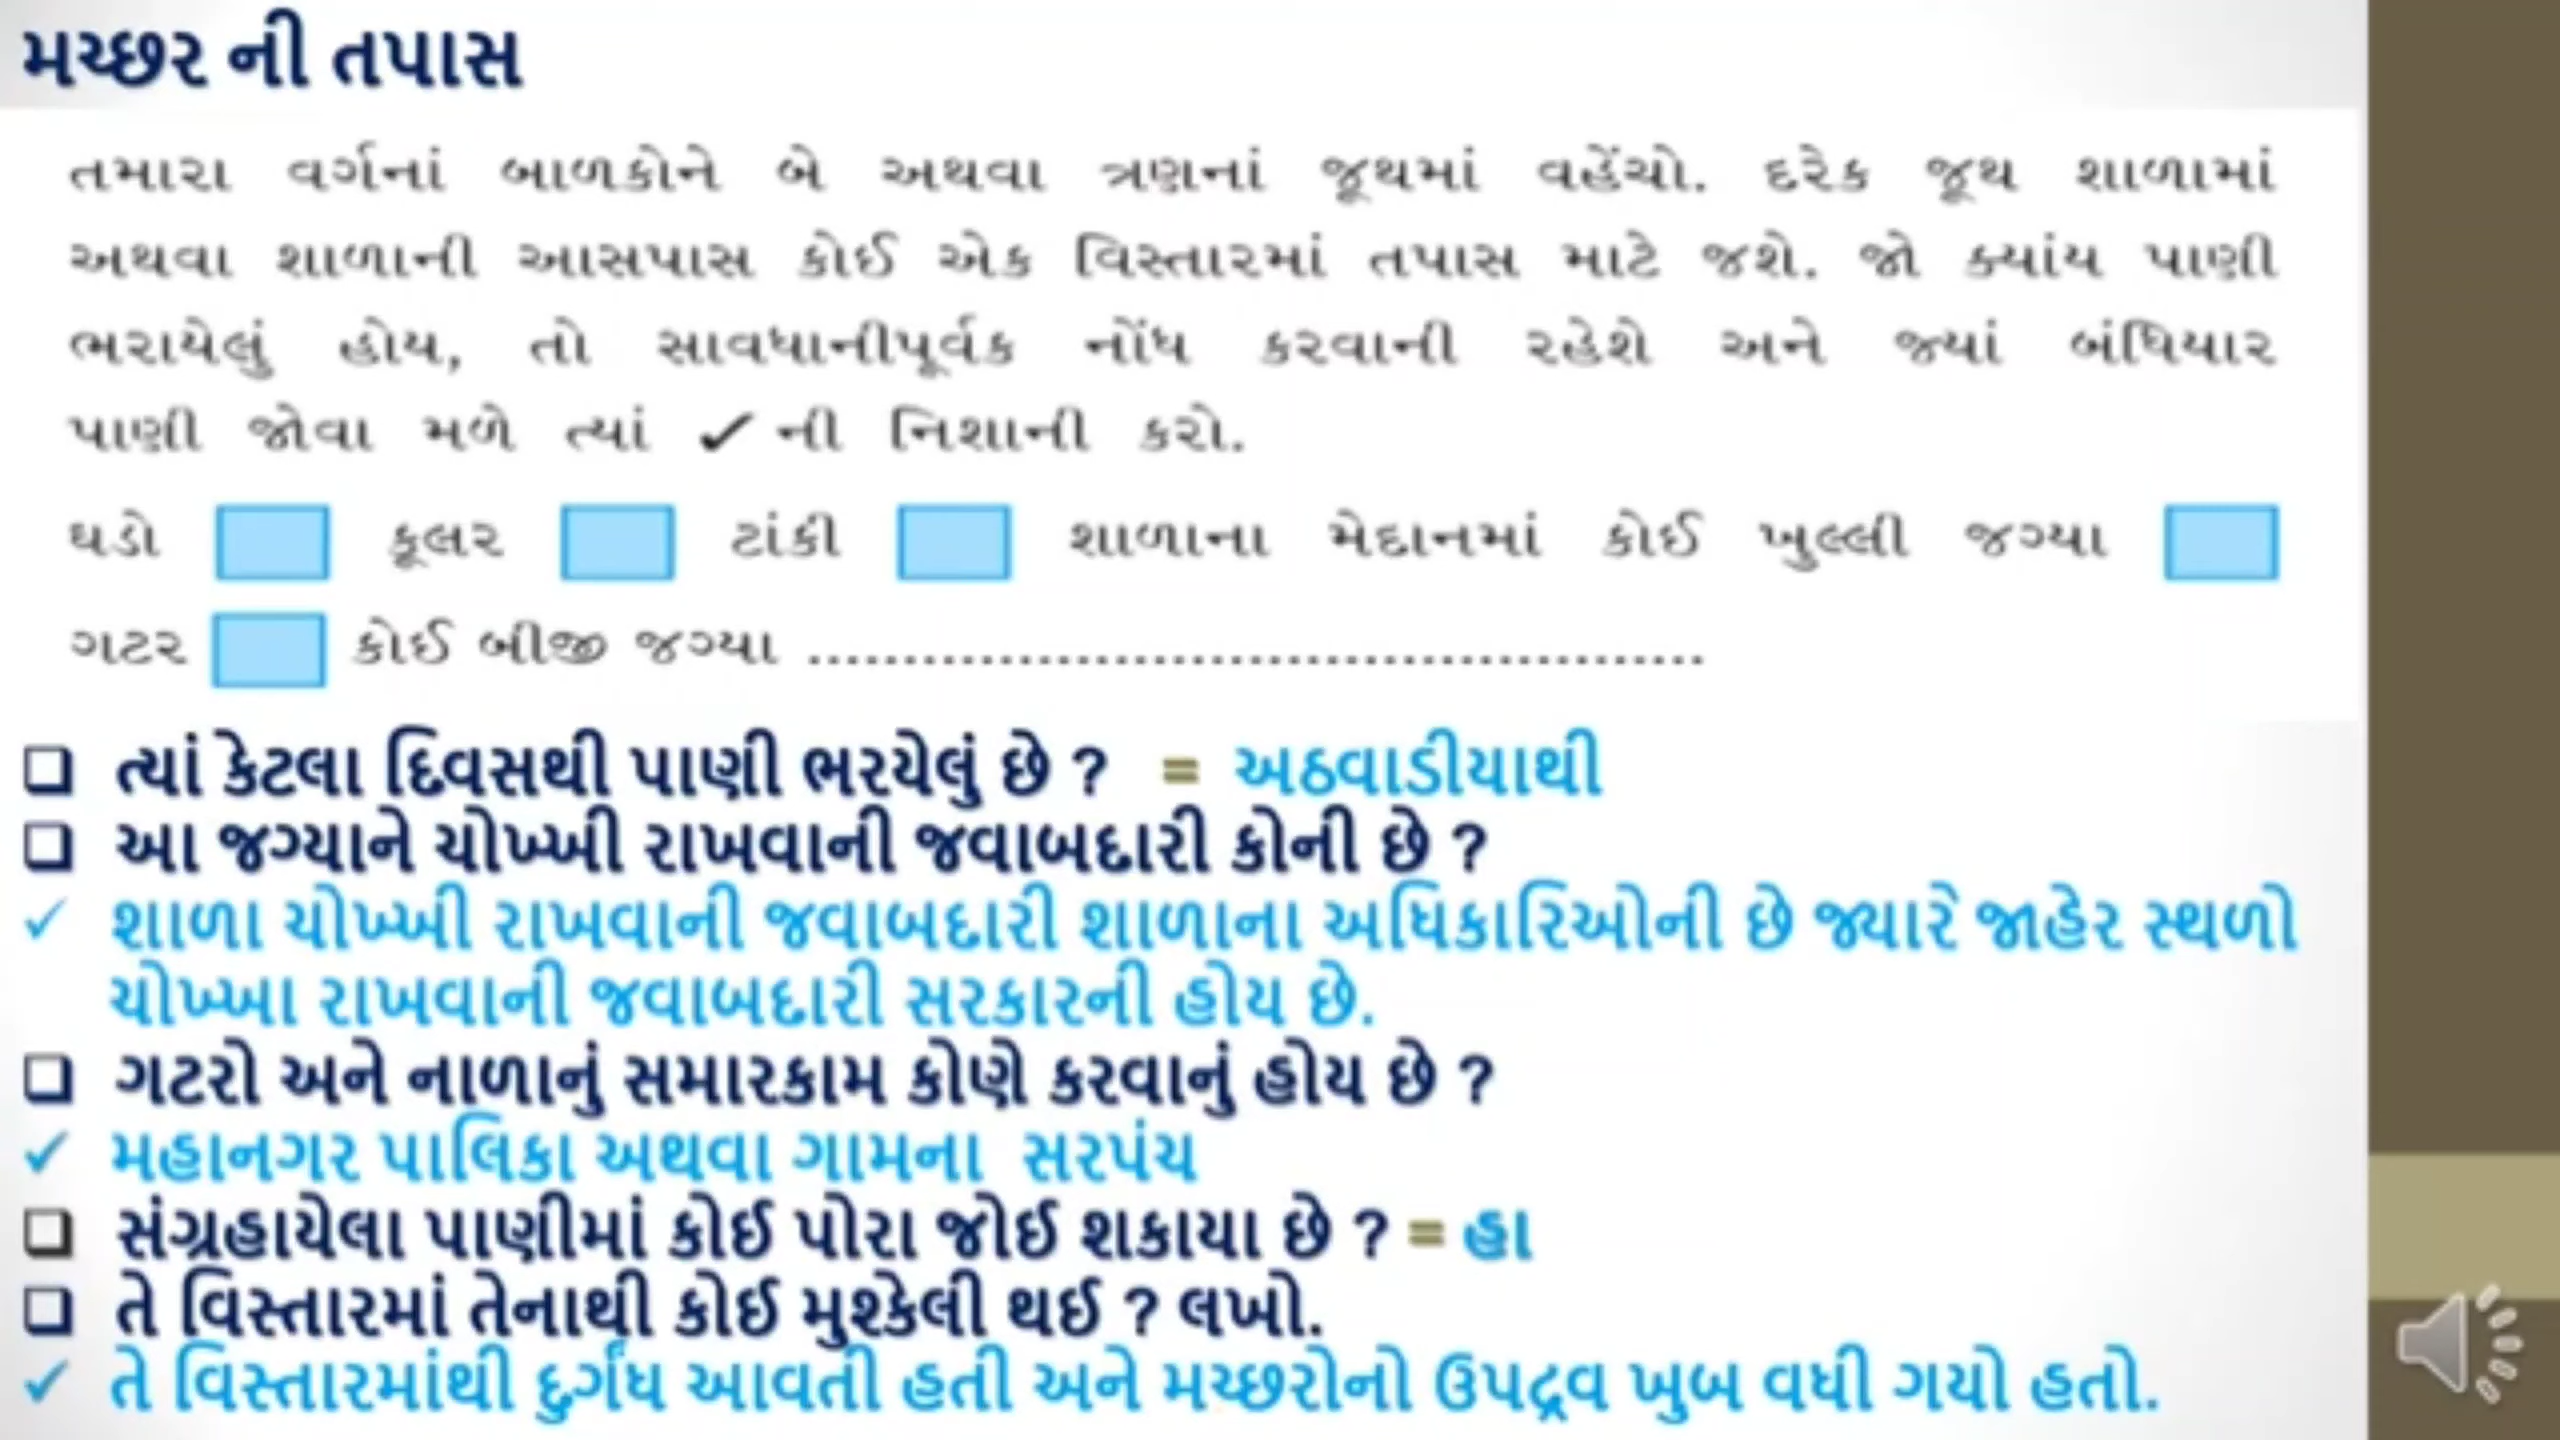 મચ્છર ની તપાસ
તમારા વર્ગનાં બાળકોને બે અથવા ત્રણનાં જૂથમાં વહેંચો. દરેક જૂથ શાળામાં
અથવા શાળાની આસપાસ કોઈ એક વિસ્તારમાં તપાસ માટે જશે. જો ક્યાંય પાણી
ભરાયેલું હોય, તો સાવધાનીપૂર્વક નોંધ કરવાની રહેશે અને જ્યાં બંધિયાર
પાણી જોવા મળે ત્યાં ✓ ની નિશાની કરો.
ઘડો કૂલર ટાંકી શાળાના મેદાનમાં કોઈ ખુલ્લી જગ્યા
ગટર કોઈ બીજી જગ્યા ................................................
❑ ત્યાં કેટલા દિવસથી પાણી ભરયેલું છે ? = અઠવાડીયાથી
❑ આ જગ્યાને ચોખ્ખી રાખવાની જવાબદારી કોની છે ?
✓ શાળા ચોખ્ખી રાખવાની જવાબદારી શાળાના અધિકારિઓની છે જ્યારે જાહેર સ્થળો
ચોખ્ખા રાખવાની જવાબદારી સરકારની હોય છે.
❑ ગટરો અને નાળાનું સમારકામ કોણે કરવાનું હોય છે ?
✓ મહાનગર પાલિકા અથવા ગામના સરપંચ
❑ સંગ્રહાયેલા પાણીમાં કોઈ પોરા જોઈ શકાયા છે ? = હા
❑ તે વિસ્તારમાં તેનાથી કોઈ મુશ્કેલી થઈ ? લખો.
✓ તે વિસ્તારમાંથી દુર્ગંધ આવતી હતી અને મચ્છરોનો ઉપદ્રવ ખુબ વધી ગયો હતો.